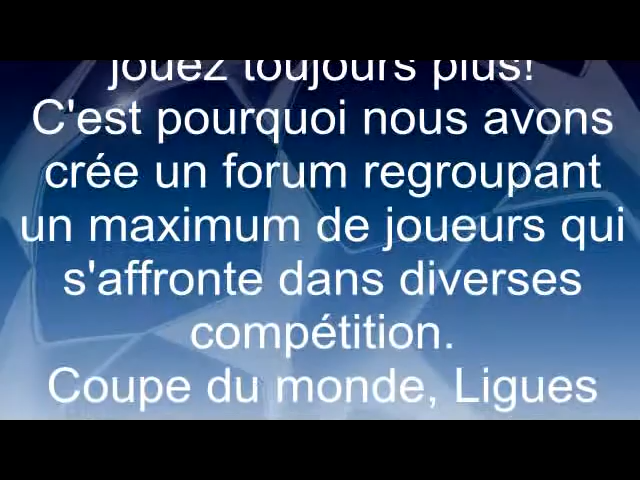 jouez toujours plus!
C'est pourquoi nous avons
crée un forum regroupant
un maximum de joueurs qui
s'affronte dans diverses
compétition.
Coupe du monde, Ligues